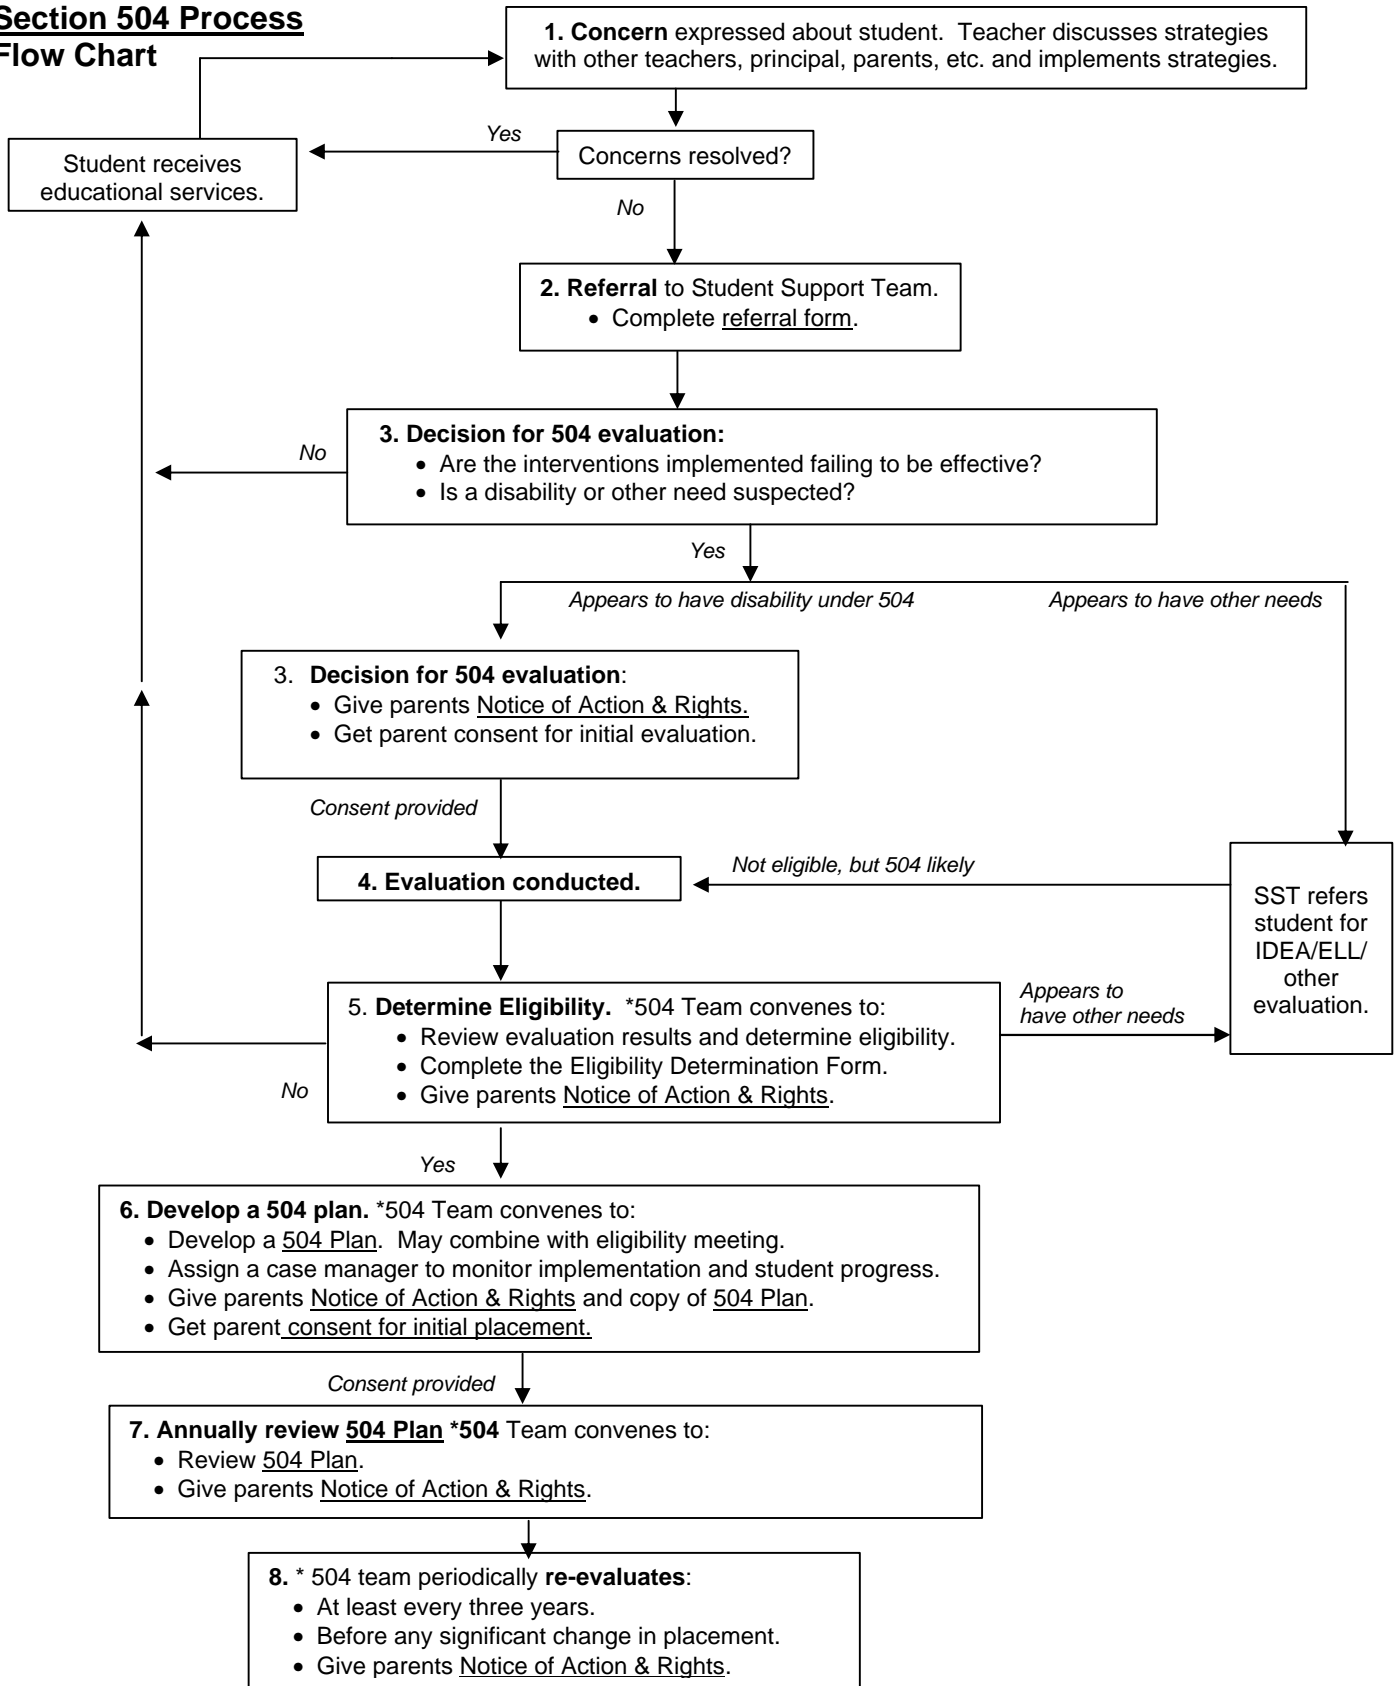 Section 504 Process
Flow Chart
1. Concern expressed about student. Teacher discusses strategies
with other teachers, principal, parents, etc. and implements strategies.
Yes
Concerns resolved?
Student receives
educational services.
No
2. Referral to Student Support Team.
• Complete referral form.
3. Decision for 504 evaluation:
• Are the interventions implemented failing to be effective?
• Is a disability or other need suspected?
No
Yes
Appears to have disability under 504
Appears to have other needs
3. Decision for 504 evaluation:
• Give parents Notice of Action & Rights.
• Get parent consent for initial evaluation.
Consent provided
4. Evaluation conducted.
Not eligible, but 504 likely
SST refers
student for
IDEA/ELL/
other
evaluation.
5. Determine Eligibility. *504 Team convenes to:
• Review evaluation results and determine eligibility.
• Complete the Eligibility Determination Form.
• Give parents Notice of Action & Rights.
Appears to
have other needs
No
Yes
6. Develop a 504 plan. *504 Team convenes to:
• Develop a 504 Plan. May combine with eligibility meeting.
• Assign a case manager to monitor implementation and student progress.
• Give parents Notice of Action & Rights and copy of 504 Plan.
• Get parent consent for initial placement.
Consent provided
7. Annually review 504 Plan *504 Team convenes to:
• Review 504 Plan.
• Give parents Notice of Action & Rights.
8. * 504 team periodically re-evaluates:
• At least every three years.
• Before any significant change in placement.
• Give parents Notice of Action & Rights.